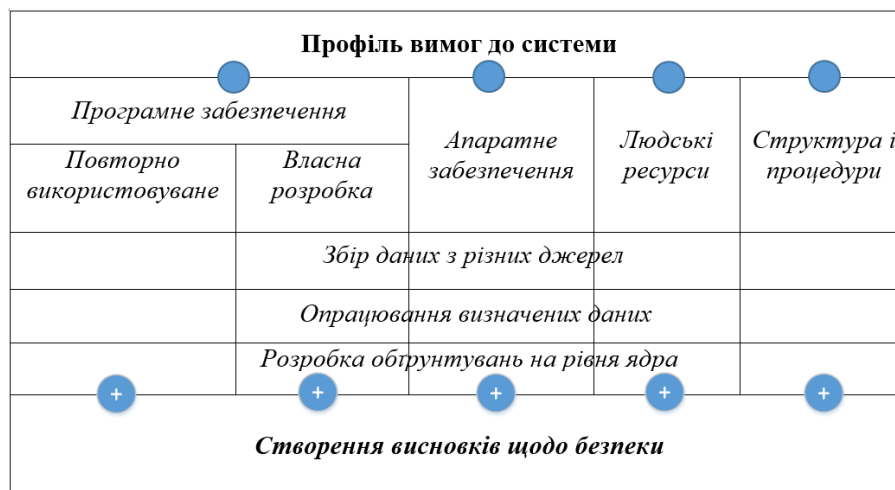 Профіль вимог до системи
Програмне забезпечення
Апаратне
забезпечення
Людські
ресурси
Структура і
процедури
Повторно
використовуване
Власна
розробка
Збір даних з різних джерел
Опрацювання визначених даних
Розробка обґрунтувань на рівня ядра
+ + + + +
Створення висновків щодо безпеки